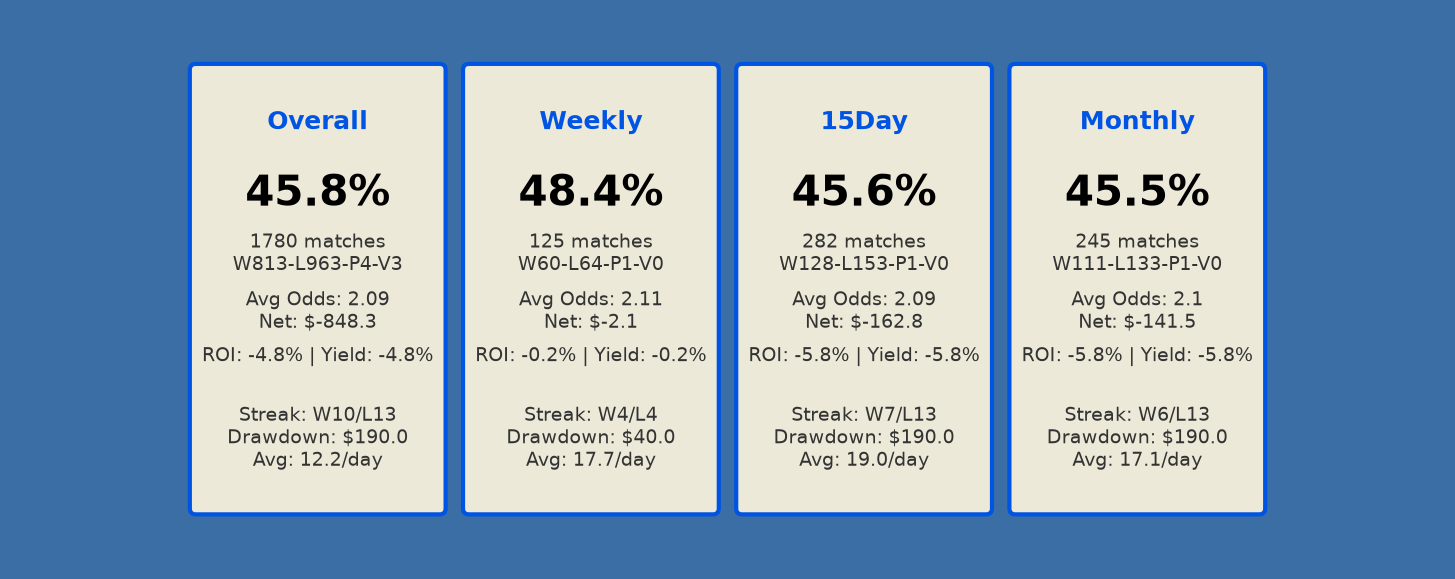 Overall
45.8%
1780 matches
W813-L963-P4-V3
Avg Odds: 2.09
Net: $-848.3
ROI: -4.8% | Yield: -4.8%
Streak: W10/L13
Drawdown: $190.0
Avg: 12.2/day
Weekly
48.4%
125 matches
W60-L64-P1-V0
Avg Odds: 2.11
Net: $-2.1
ROI: -0.2% | Yield: -0.2%
Streak: W4/L4
Drawdown: $40.0
Avg: 17.7/day
15Day
45.6%
282 matches
W128-L153-P1-V0
Avg Odds: 2.09
Net: $-162.8
ROI: -5.8% | Yield: -5.8%
Streak: W7/L13
Drawdown: $190.0
Avg: 19.0/day
Monthly
45.5%
245 matches
W111-L133-P1-V0
Avg Odds: 2.1
Net: $-141.5
ROI: -5.8% | Yield: -5.8%
Streak: W6/L13
Drawdown: $190.0
Avg: 17.1/day